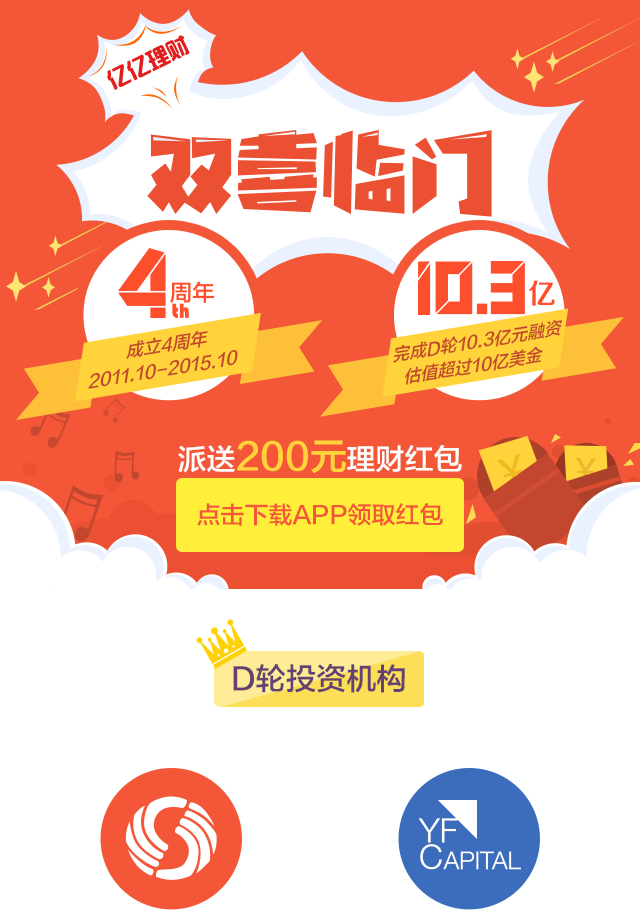 亿亿理财
双喜临门
4周年
th
成立4周年
2011.10-2015.10
10.3亿
完成D轮10.3亿元融资
估值超过10亿美金
派送200元理财红包
点击下载APP领取红包
D轮投资机构
YF
CAPITAL